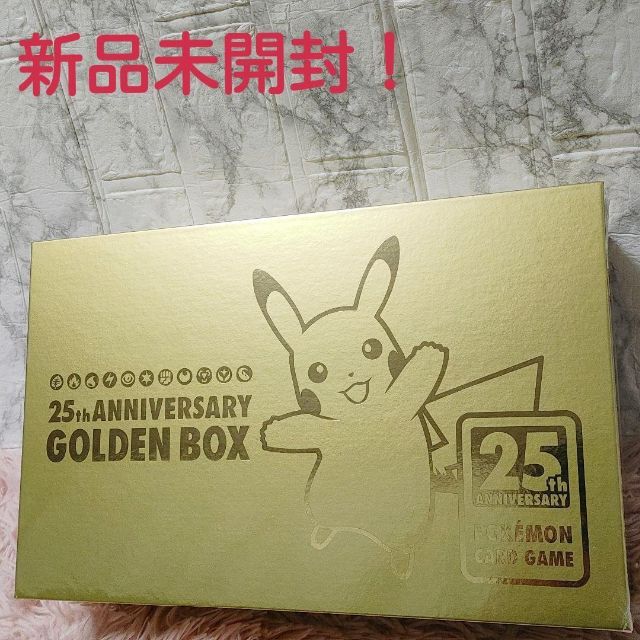 新品未開封！
25th ANNIVERSARY
GOLDEN BOX
25th
ANNIVERSARY
POKÉMON
CARD GAME